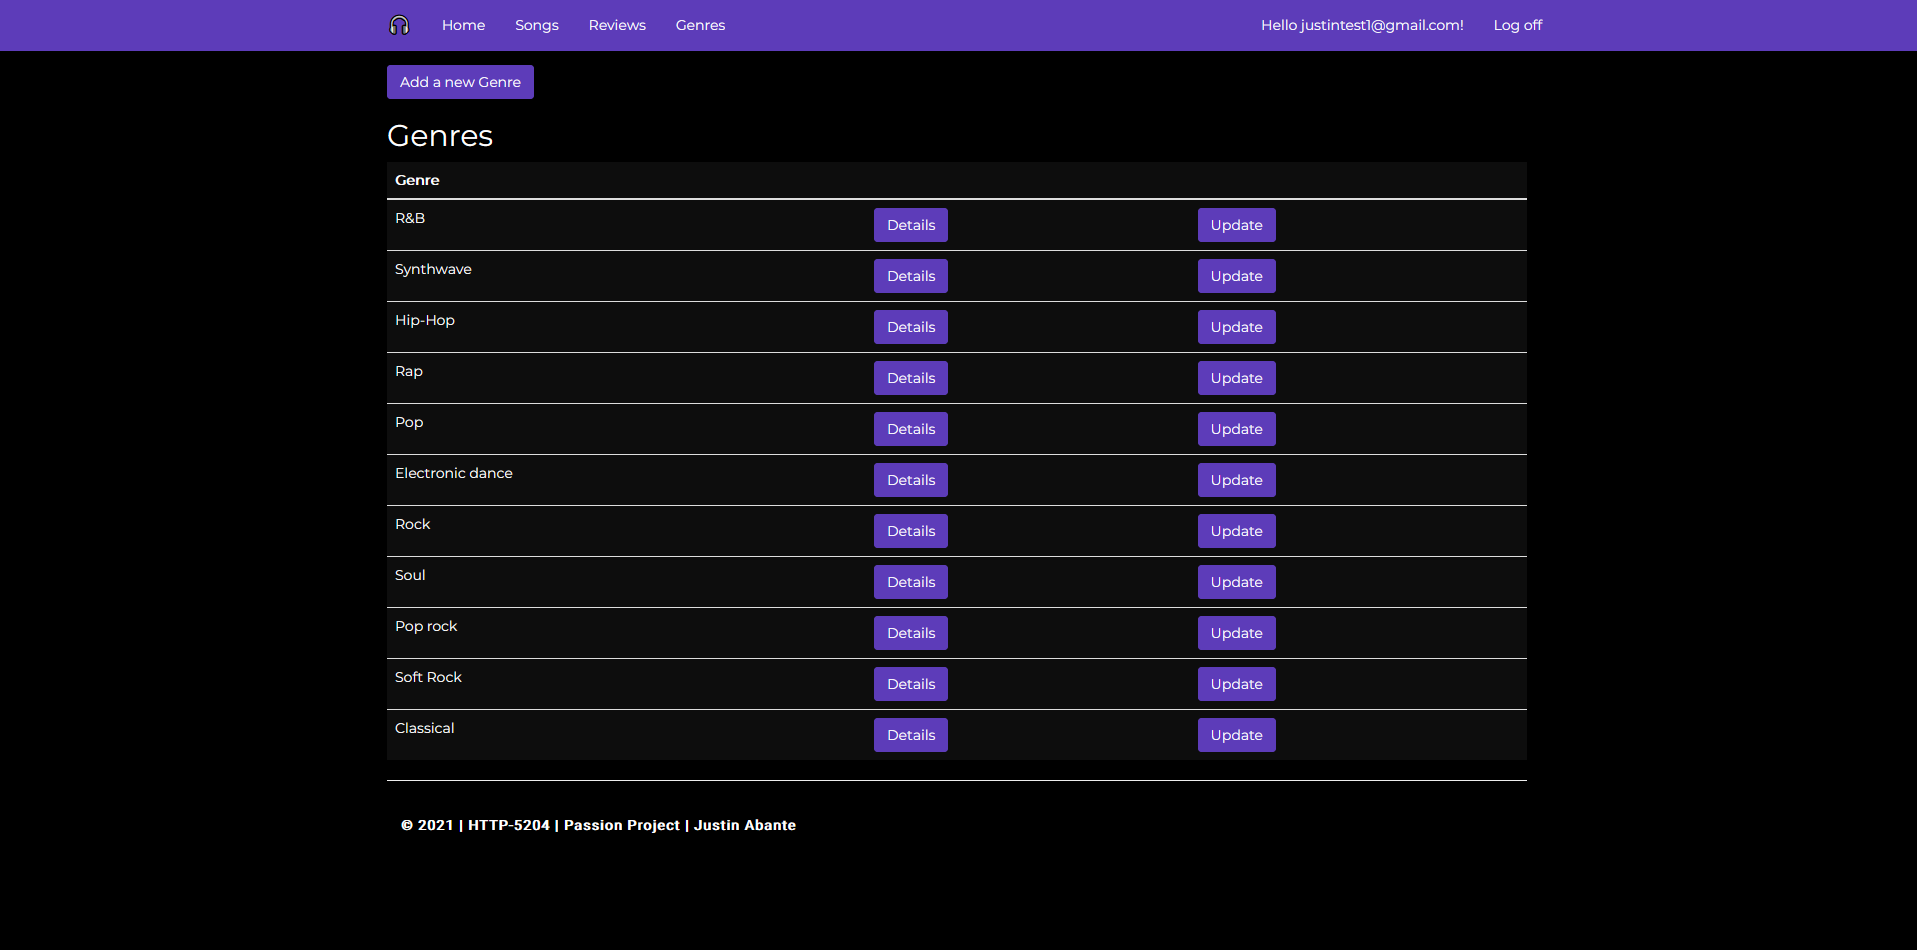 Home Songs Reviews Genres Hello justintest1@gmail.com! Log off
Add a new Genre
Genres
Genre
R&B Details Update
Synthwave Details Update
Hip-Hop Details Update
Rap Details Update
Pop Details Update
Electronic dance Details Update
Rock Details Update
Soul Details Update
Pop rock Details Update
Soft Rock Details Update
Classical Details Update
© 2021 | HTTP-5204 | Passion Project | Justin Abante